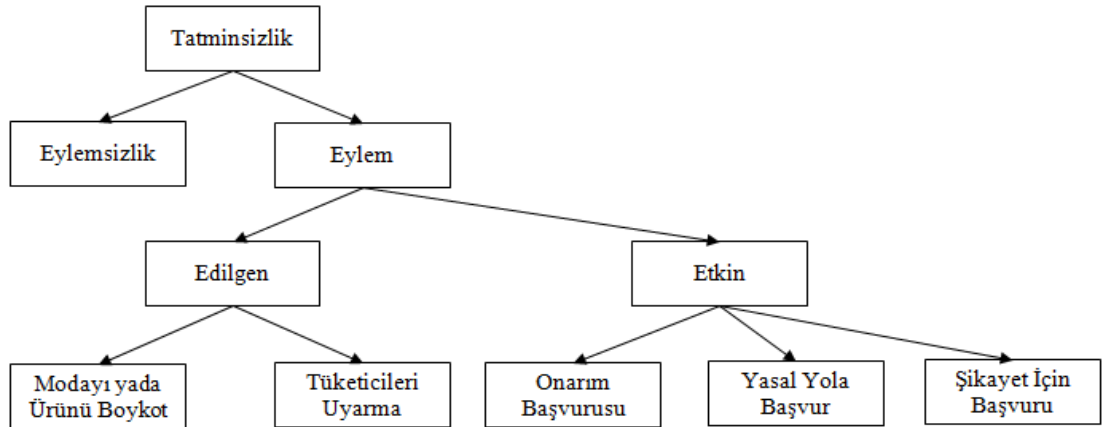 Tatminsizlik
Eylemsizlik
Eylem
Edilgen
Etkin
Modayı yada
Ürünü Boykot
Tüketicileri
Uyarma
Onarım
Başvurusu
Yasal Yola
Başvur
Şikayet İçin
Başvuru